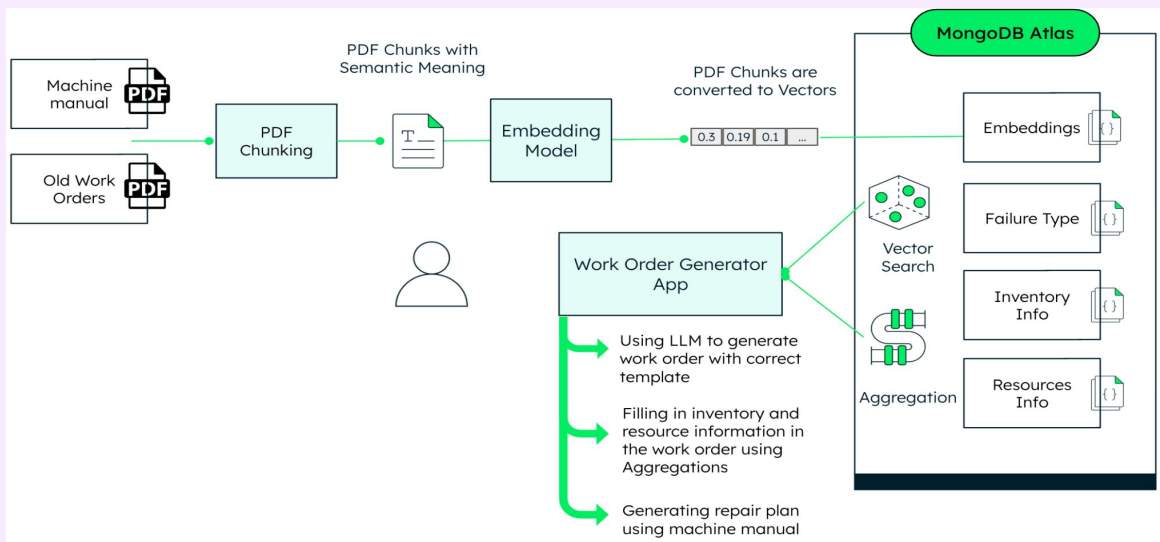 MongoDB Atlas
Machine
manual
PDF
Old Work
Orders
PDF
PDF
Chunking
PDF Chunks with
Semantic Meaning
T
Embedding
Model
PDF Chunks are
converted to Vectors
0.3 0.19 0.1 ...
Embeddings
{ }
Failure Type
{ }
Inventory
Info
{ }
Resources
Info
{ }
Vector
Search
Aggregation
Work Order Generator
App
Using LLM to generate
work order with correct
template
Filling in inventory and
resource information in
the work order using
Aggregations
Generating repair plan
using machine manual